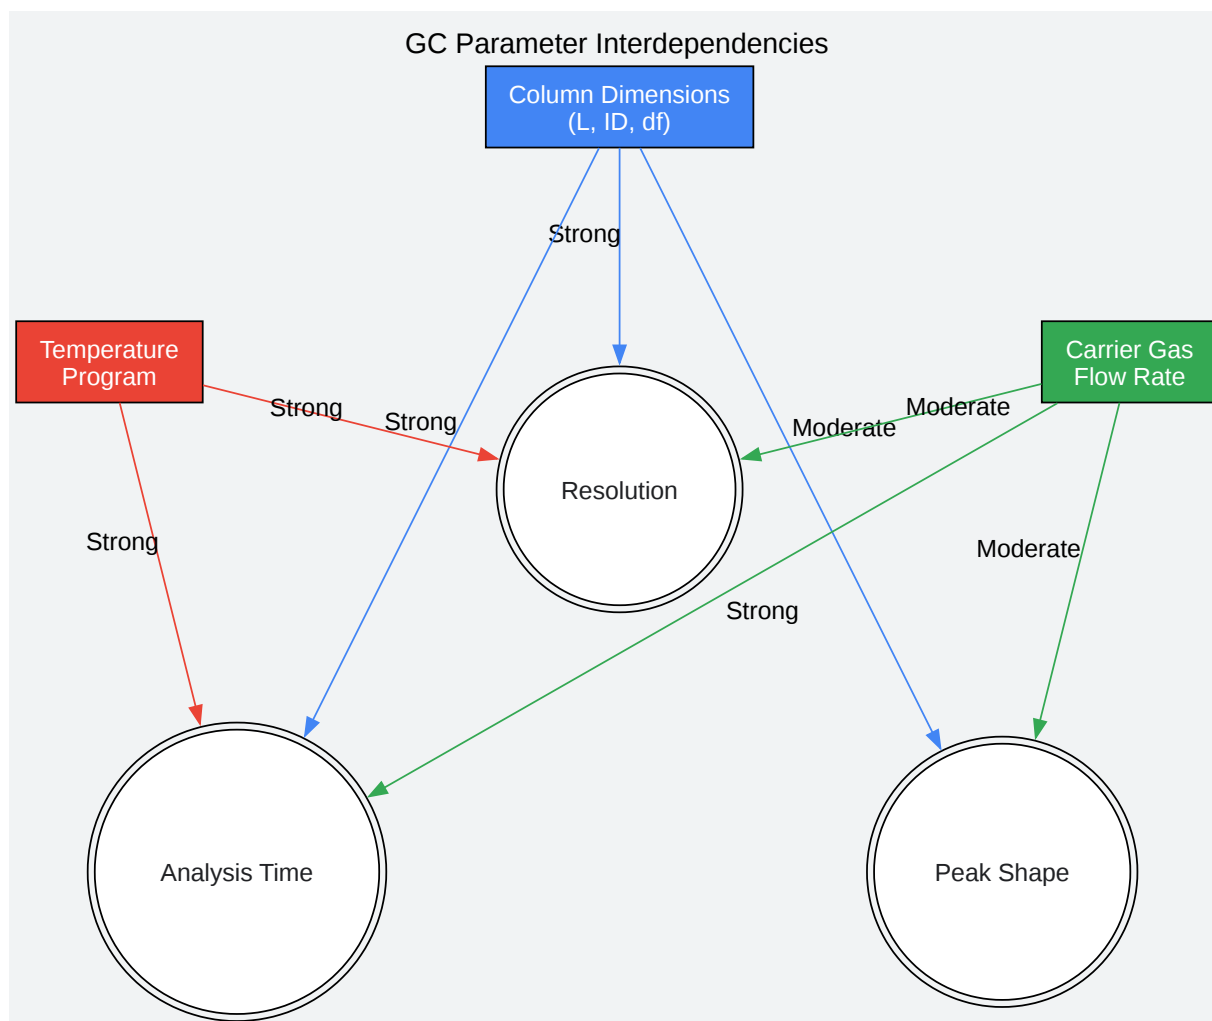 GC Parameter Interdependencies
Column Dimensions
(L, ID, df)
Strong
Temperature
Program
Carrier Gas
Flow Rate
Strong
Strong
Moderate
Moderate
Resolution
Strong
Moderate
Strong
Analysis Time
Peak Shape